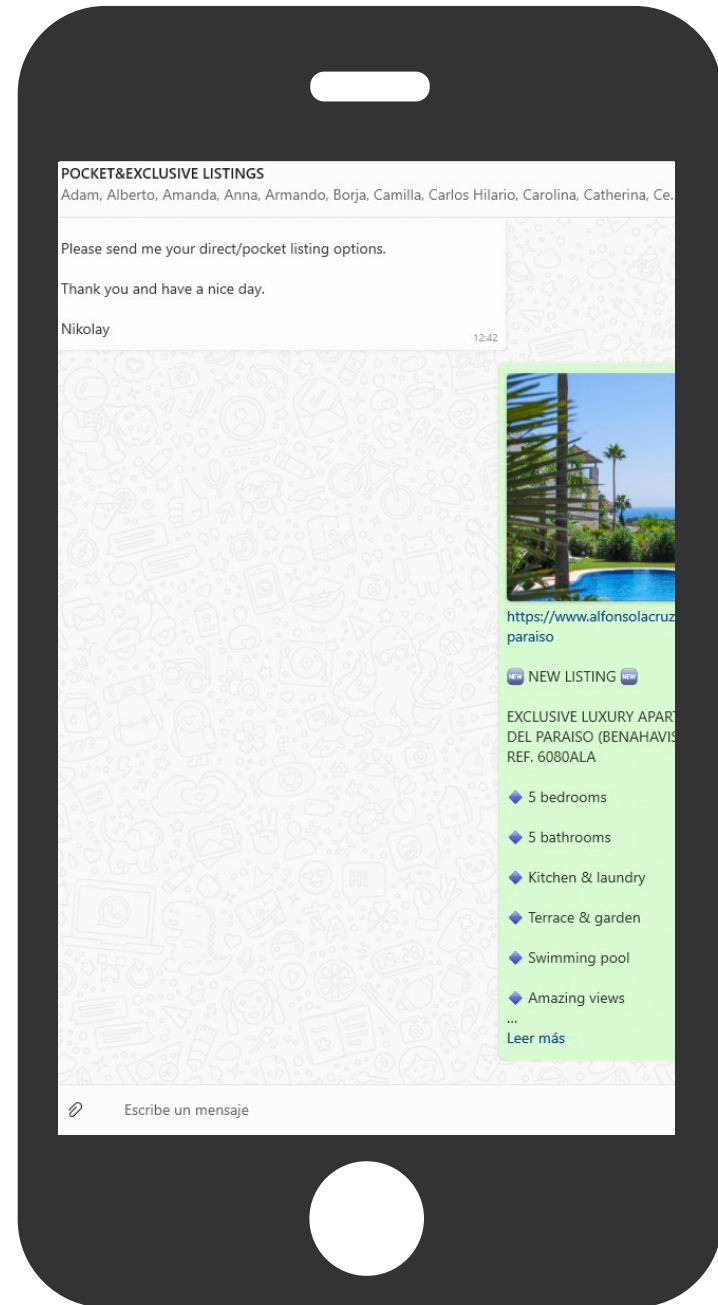 POCKET&EXCLUSIVE LISTINGS
Adam, Alberto, Amanda, Anna, Armando, Borja, Camilla, Carlos Hilario, Carolina, Catherina, Ce..
Please send me your direct/pocket listing options.
Thank you and have a nice day.
Nikolay
12:42
https://www.alfonsolacruz
paraiso
🆕 NEW LISTING 🆕
EXCLUSIVE LUXURY APAR
DEL PARAISO (BENAHAVIS
REF. 6080ALA
🔷 5 bedrooms
🔷 5 bathrooms
🔷 Kitchen & laundry
🔷 Terrace & garden
🔷 Swimming pool
🔷 Amazing views
...
Leer más
Escribe un mensaje